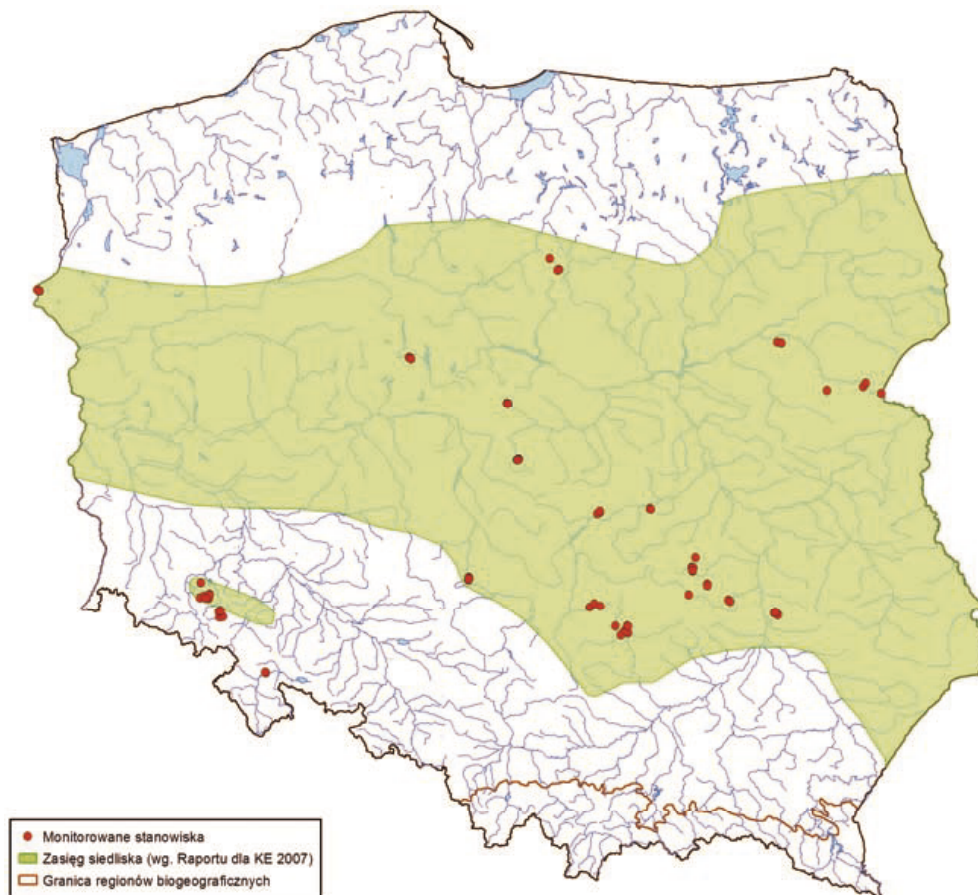 Monitorowane stanowiska
Zasięg siedliska (wg. Raportu dla KE 2007)
Granica regionów biogeograficznych